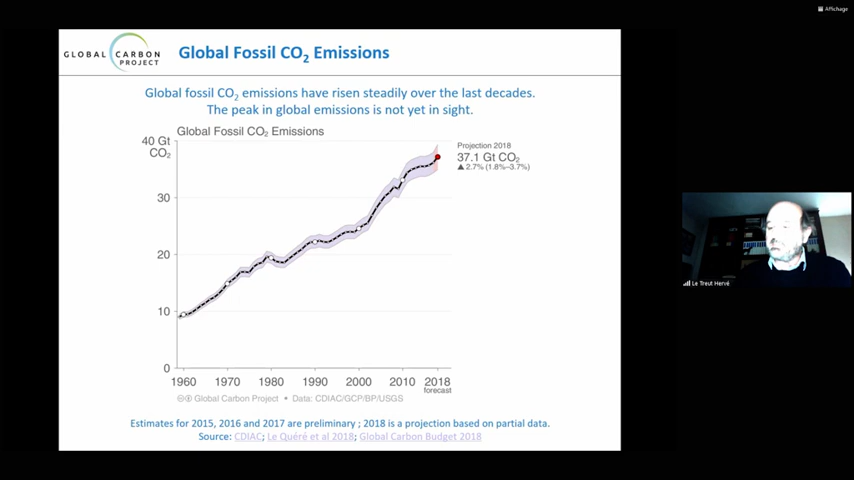 Affichage
GLOBAL CARBON
PROJECT
Global Fossil CO₂ Emissions
Global fossil CO₂ emissions have risen steadily over the last decades.
The peak in global emissions is not yet in sight.
Global Fossil CO₂ Emissions
40 Gt
CO₂
30
20
10
0
Projection 2018
37.1 Gt CO₂
▲ 2.7% (1.8%–3.7%)
1960 1970 1980 1990 2000 2010 2018
forecast
Global Carbon Project • Data: CDIAC/GCP/BP/USGS
Estimates for 2015, 2016 and 2017 are preliminary ; 2018 is a projection based on partial data.
Source: CDIAC; Le Quéré et al 2018; Global Carbon Budget 2018
Le Treut Hervé